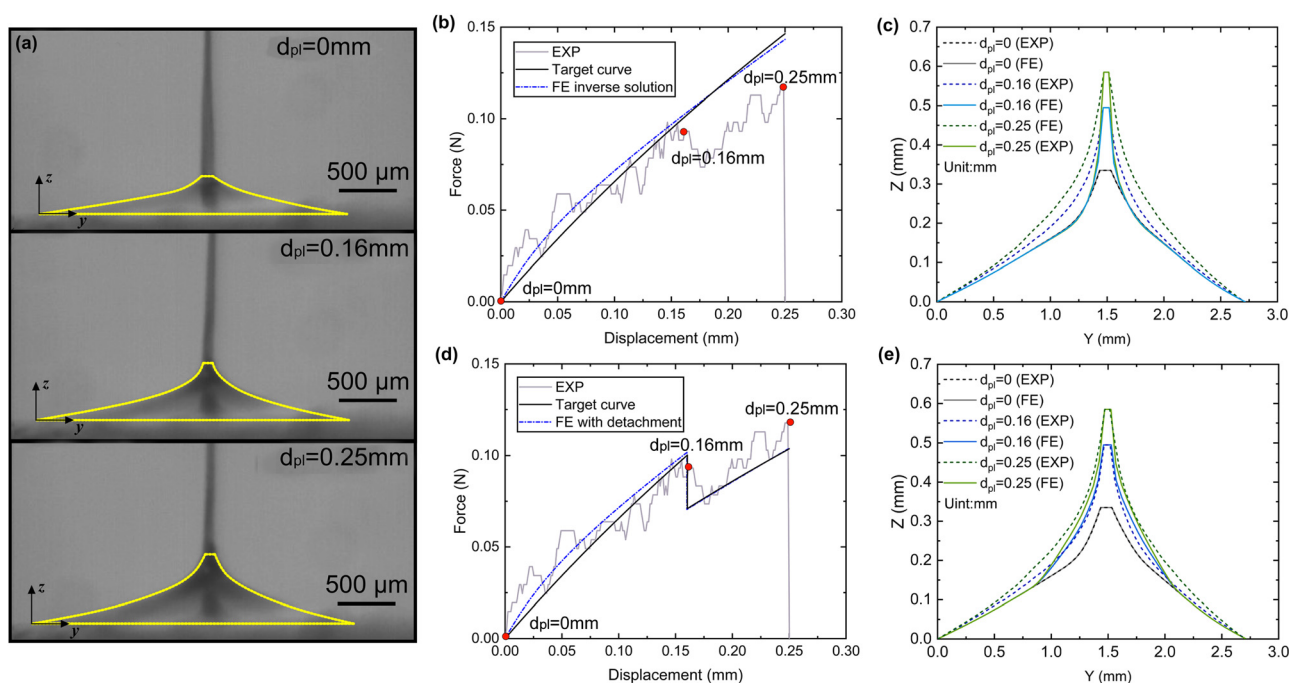 (a)
dpl=0mm
500 µm
z
y
dpl=0.16mm
500 µm
z
y
dpl=0.25mm
500 µm
z
y
(b)
0.15
0.10
0.05
0.00
Force (N)
EXP
Target curve
FE inverse solution
dpl=0.25mm
dpl=0.16mm
dpl=0mm
0.00 0.05 0.10 0.15 0.20 0.25 0.30
Displacement (mm)
(c)
0.7
0.6
0.5
0.4
0.3
0.2
0.1
0.0
Z (mm)
dpl=0 (EXP)
dpl=0 (FE)
dpl=0.16 (EXP)
dpl=0.16 (FE)
dpl=0.25 (FE)
dpl=0.25 (EXP)
Unit:mm
0.0 0.5 1.0 1.5 2.0 2.5 3.0
Y (mm)
(d)
0.15
0.10
0.05
0.00
Force (N)
EXP
Target curve
FE with detachment
dpl=0.25mm
dpl=0.16mm
dpl=0mm
0.00 0.05 0.10 0.15 0.20 0.25 0.30
Displacement (mm)
(e)
0.7
0.6
0.5
0.4
0.3
0.2
0.1
0.0
Z (mm)
dpl=0 (EXP)
dpl=0 (FE)
dpl=0.16 (EXP)
dpl=0.16 (FE)
dpl=0.25 (EXP)
dpl=0.25 (FE)
Uint:mm
0.0 0.5 1.0 1.5 2.0 2.5 3.0
Y (mm)